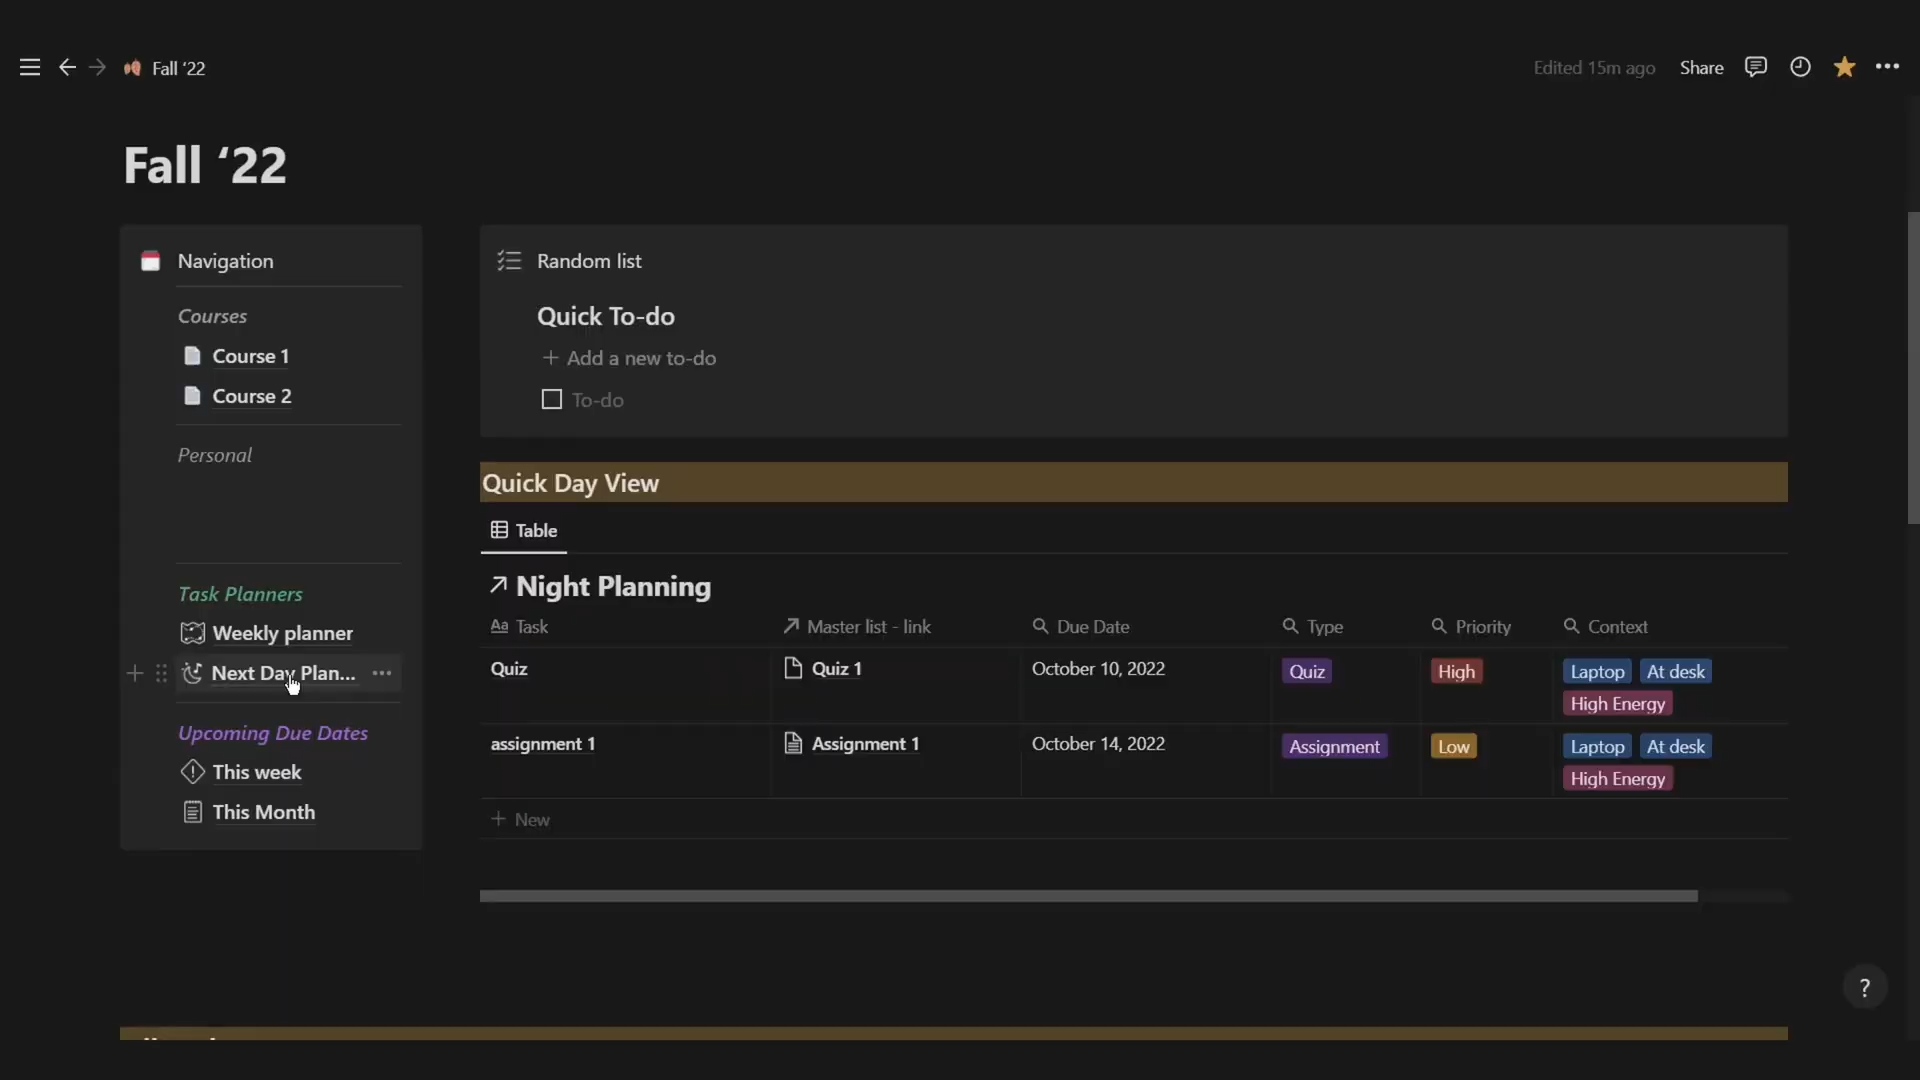 Fall ‘22
Edited 15m ago
Share
Fall ‘22
Navigation
Courses
Course 1
Course 2
Personal
Task Planners
Weekly planner
Next Day Plan...
Upcoming Due Dates
This week
This Month
Random list
Quick To-do
+ Add a new to-do
To-do
Quick Day View
Table
↗ Night Planning
Aa Task
Master list - link
Due Date
Type
Priority
Context
Quiz
Quiz 1
October 10, 2022
Quiz
High
Laptop At desk
High Energy
assignment 1
Assignment 1
October 14, 2022
Assignment
Low
Laptop At desk
High Energy
+ New
?